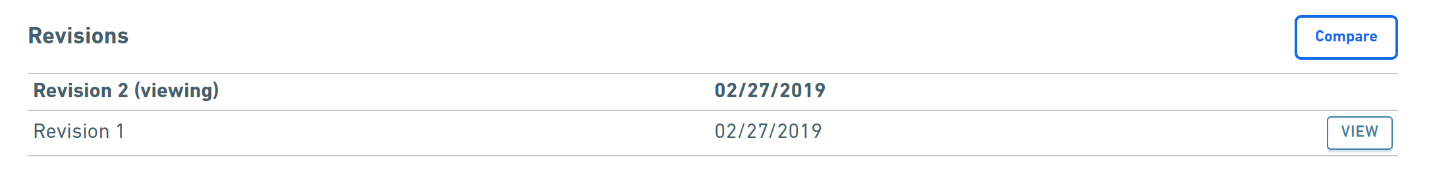 Revisions Compare
Revision 2 (viewing) 02/27/2019
Revision 1 02/27/2019 VIEW